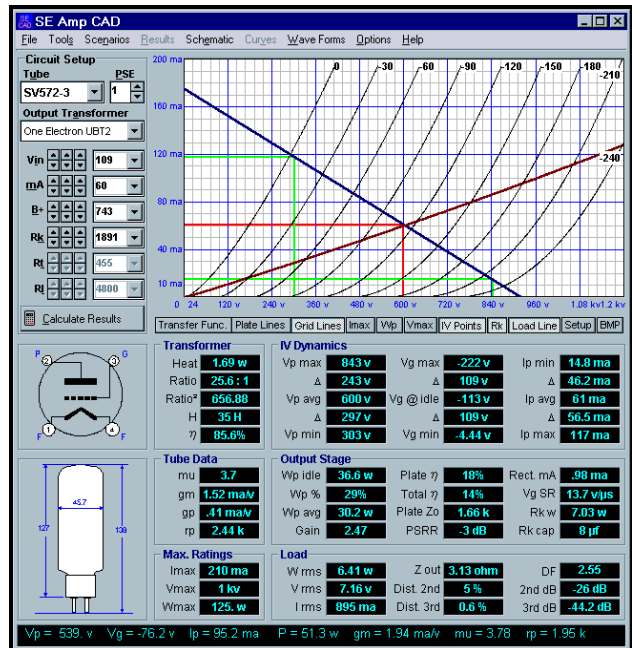 SE Amp CAD
File Tools Scenarios Results Schematic Curves Wave Forms Options Help
Circuit Setup
Tube PSE
SV572-3 1
Output Transformer
One Electron UBT2
Vin 109
mA 60
B+ 743
Rk 1891
Rt 455
Rl 4800
Calculate Results
200 ma
160 ma
120 ma
80 ma
40 ma
10 ma
0 -30 -60 -90 -120 -150 -180
-210
-240
0 24 120 v 240 v 360 v 480 v 600 v 720 v 840 v 960 v 1.08 kv 1.2 kv
Transfer Func. Plate Lines Grid Lines Imax Wp Vmax IV Points Rk Load Line Setup BMP
P G
2 3
1 4
F F
45.7
127 138
Transformer
Heat 1.69 w
Ratio 25.6 : 1
Ratio² 656.88
H 35 H
η 85.6%
IV Dynamics
Vp max 843 v Vg max -222 v Ip min 14.8 ma
Δ 243 v Δ 109 v Δ 46.2 ma
Vp avg 600 v Vg @ idle -113 v Ip avg 61 ma
Δ 297 v Δ 109 v Δ 56.5 ma
Vp min 303 v Vg min -4.44 v Ip max 117 ma
Tube Data
mu 3.7
gm 1.52 ma/v
gp .41 ma/v
rp 2.44 k
Output Stage
Wp idle 36.6 w Plate η 18% Rect. mA .98 ma
Wp % 29% Total η 14% Vg SR 13.7 v/µs
Wp avg 30.2 w Plate Zo 1.66 k Rk w 7.03 w
Gain 2.47 PSRR -3 dB Rk cap 8 µf
Max. Ratings
Imax 210 ma
Vmax 1 kv
Wmax 125. w
Load
W rms 6.41 w Z out 3.13 ohm DF 2.55
V rms 7.16 v Dist. 2nd 5 % 2nd dB -26 dB
I rms 895 ma Dist. 3rd 0.6 % 3rd dB -44.2 dB
Vp = 539. v Vg = -76.2 v Ip = 95.2 ma P = 51.3 w gm = 1.94 ma/v mu = 3.78 rp = 1.95 k